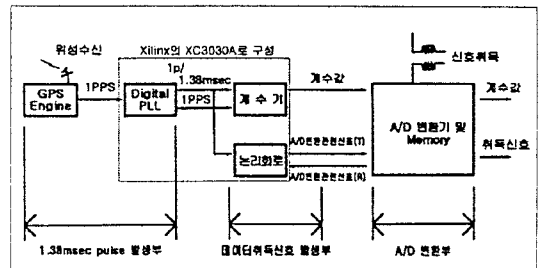 위성수신
Xilinx의 XC3030A로 구성
신호취득
GPS
Engine
1PPS
Digital
PLL
1p/
1.38msec
1PPS
계 수 기
계수값
A/D 변환기 및
Memory
계수값
취득신호
논리회로
A/D변환관련신호(T)
A/D변환관련신호(R)
1.38msec pulse 발생부
데이터취득신호 발생부
A/D 변환부